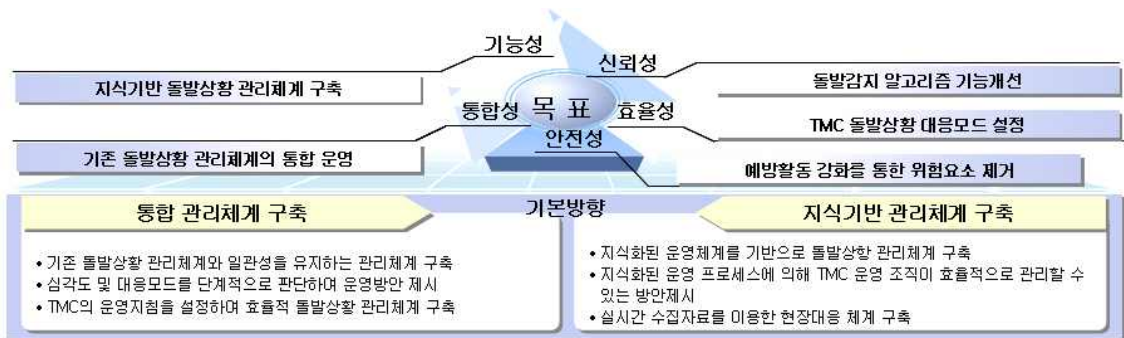 기능성
신뢰성
지식기반 돌발상황 관리체계 구축
돌발감지 알고리즘 기능개선
통합성 목 표 효율성
TMC 돌발상황 대응모드 설정
안전성
기존 돌발상황 관리체계의 통합 운영
예방활동 강화를 통한 위험요소 제거
기본방향
통합 관리체계 구축
• 기존 돌발상황 관리체계와 일관성을 유지하는 관리체계 구축
• 심각도 및 대응모드를 단계적으로 판단하며 운영방안 제시
• TMC의 운영지침을 설정하며 효율적 돌발상황 관리체계 구축
지식기반 관리체계 구축
• 지식화된 운영체계를 기반으로 돌발상항 관리체계 구축
• 지식화된 운영 프로세스에 의해 TMC 운영 조직이 효율적으로 관리할 수
있는 방안제시
• 실시간 수집자료를 이용한 현장대응 체계 구축